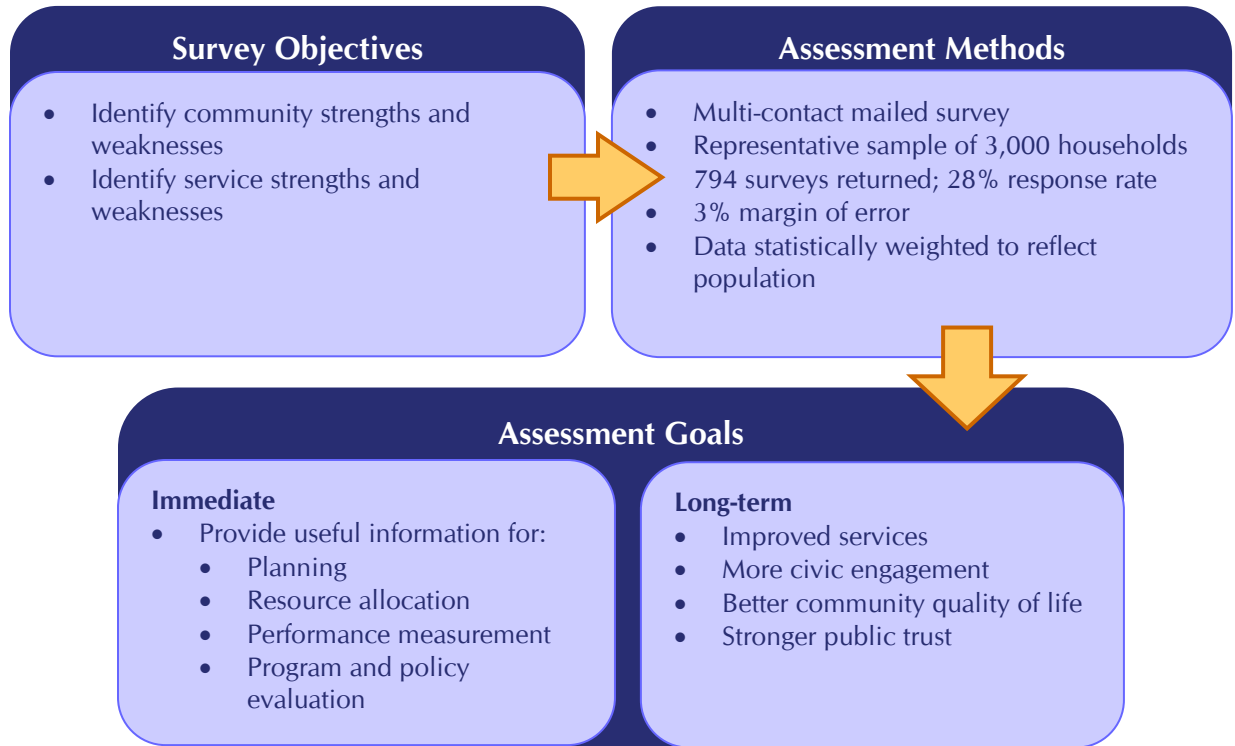 Survey Objectives
• Identify community strengths and
weaknesses
• Identify service strengths and
weaknesses
Assessment Methods
• Multi-contact mailed survey
• Representative sample of 3,000 households
794 surveys returned; 28% response rate
• 3% margin of error
• Data statistically weighted to reflect
population
Assessment Goals
Immediate
• Provide useful information for:
• Planning
• Resource allocation
• Performance measurement
• Program and policy
evaluation
Long-term
• Improved services
• More civic engagement
• Better community quality of life
• Stronger public trust